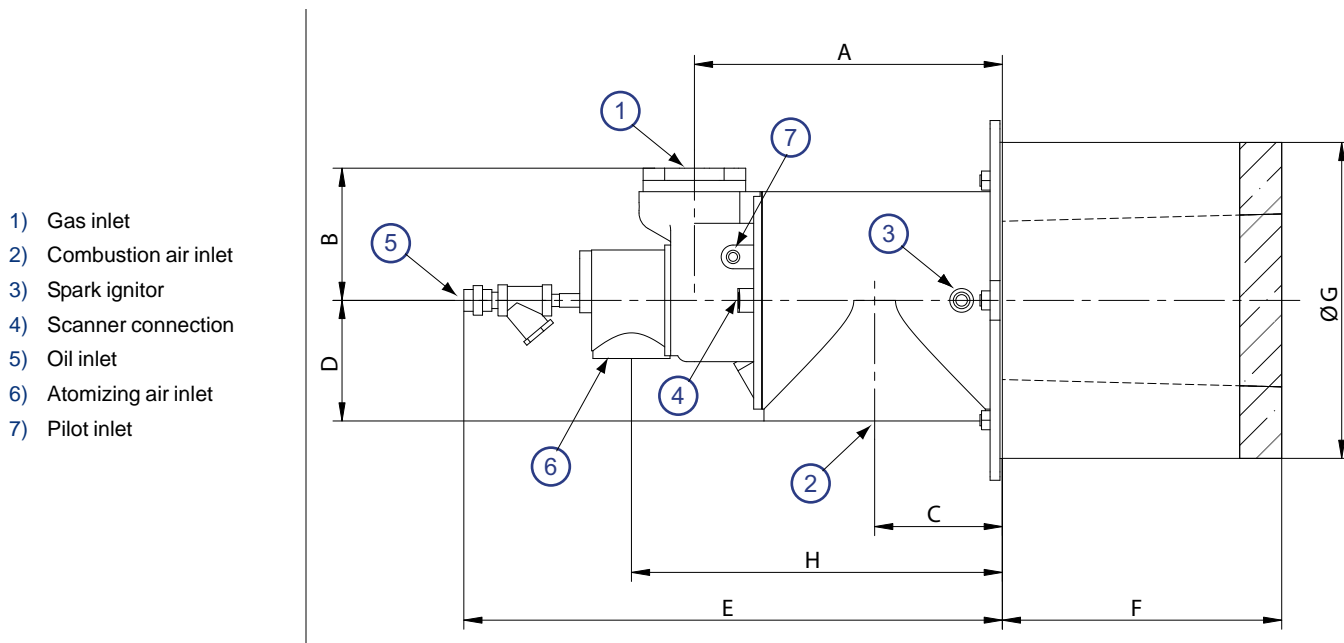 1) Gas inlet
2) Combustion air inlet
3) Spark ignitor
4) Scanner connection
5) Oil inlet
6) Atomizing air inlet
7) Pilot inlet
A
1
7
B
5
3
Ø G
D
4
6
2
C
H
E
F